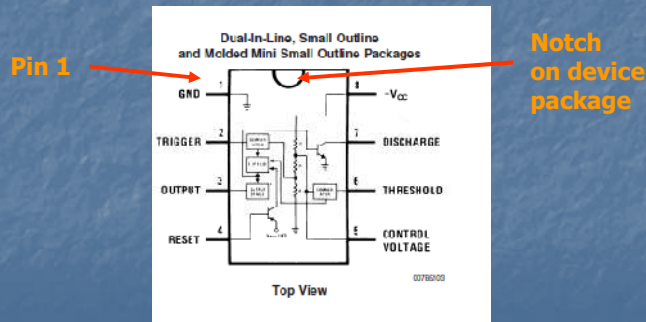 Dual-In-Line, Small Outline
and Molded Mini Small Outline Packages
Pin 1
Notch
on device
package
1
GND
8
-Vcc
2
TRIGGER
7
DISCHARGE
3
OUTPUT
6
THRESHOLD
4
RESET
5
CONTROL
VOLTAGE
Top View